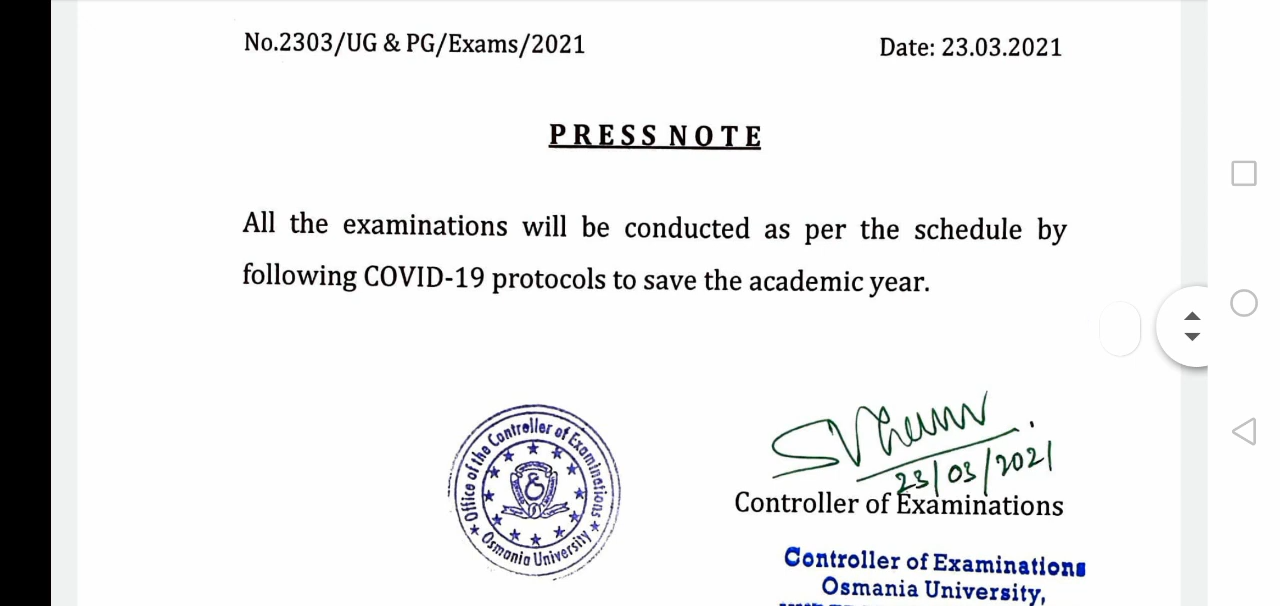 No.2303/UG & PG/Exams/2021 Date: 23.03.2021
PRESS NOTE
All the examinations will be conducted as per the schedule by
following COVID-19 protocols to save the academic year.
Office of the Controller of Examinations
Osmania University
23/03/2021
Controller of Examinations
Controller of Examinations
Osmania University,